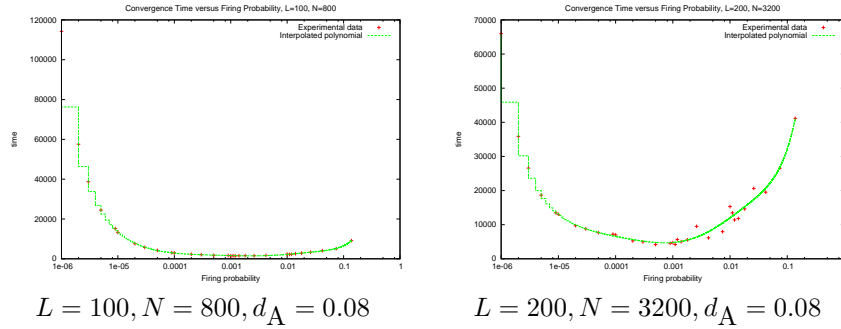 Convergence Time versus Firing Probability, L=100, N=800
120000
100000
80000
60000
40000
20000
0
time
Experimental data
Interpolated polynomial
1e-06 1e-05 0.0001 0.001 0.01 0.1 1
Firing probability
L = 100, N = 800, d_A = 0.08
Convergence Time versus Firing Probability, L=200, N=3200
70000
60000
50000
40000
30000
20000
10000
0
time
Experimental data
Interpolated polynomial
1e-06 1e-05 0.0001 0.001 0.01 0.1
Firing probability
L = 200, N = 3200, d_A = 0.08